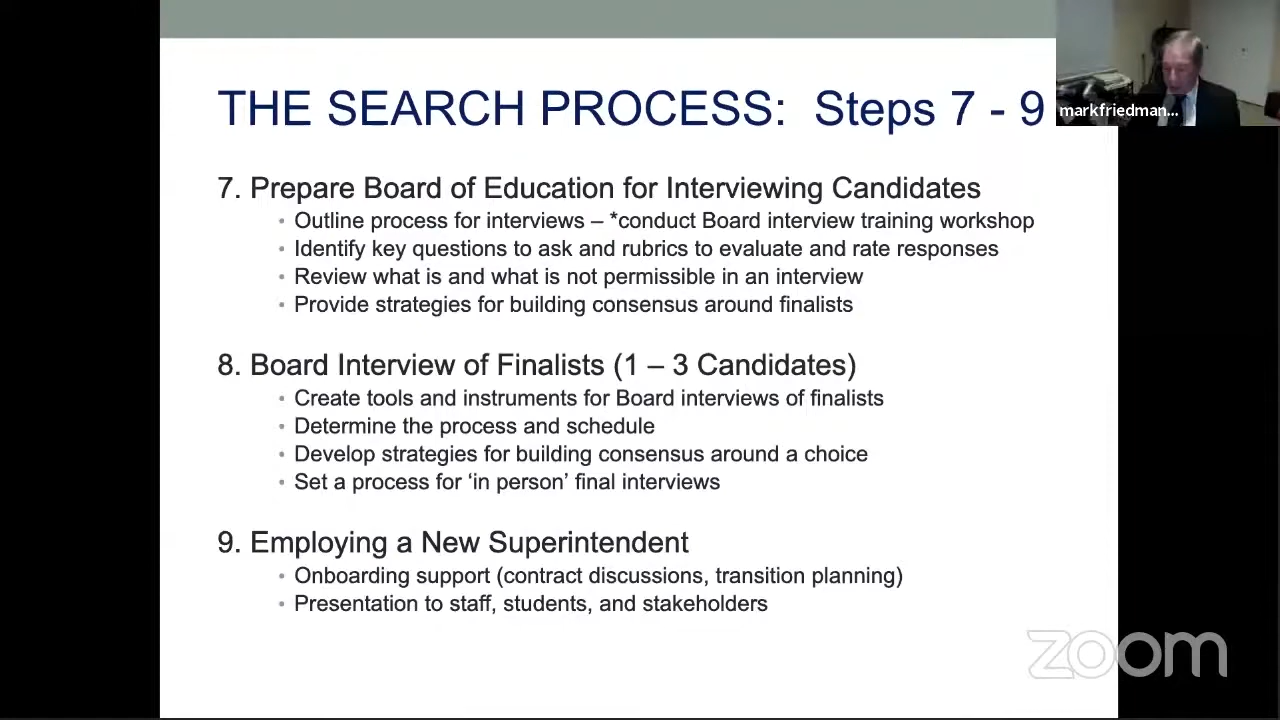 THE SEARCH PROCESS: Steps 7 - 9
markfriedman...
7. Prepare Board of Education for Interviewing Candidates
• Outline process for interviews – *conduct Board interview training workshop
• Identify key questions to ask and rubrics to evaluate and rate responses
• Review what is and what is not permissible in an interview
• Provide strategies for building consensus around finalists
8. Board Interview of Finalists (1 – 3 Candidates)
• Create tools and instruments for Board interviews of finalists
• Determine the process and schedule
• Develop strategies for building consensus around a choice
• Set a process for ‘in person’ final interviews
9. Employing a New Superintendent
• Onboarding support (contract discussions, transition planning)
• Presentation to staff, students, and stakeholders
zoom